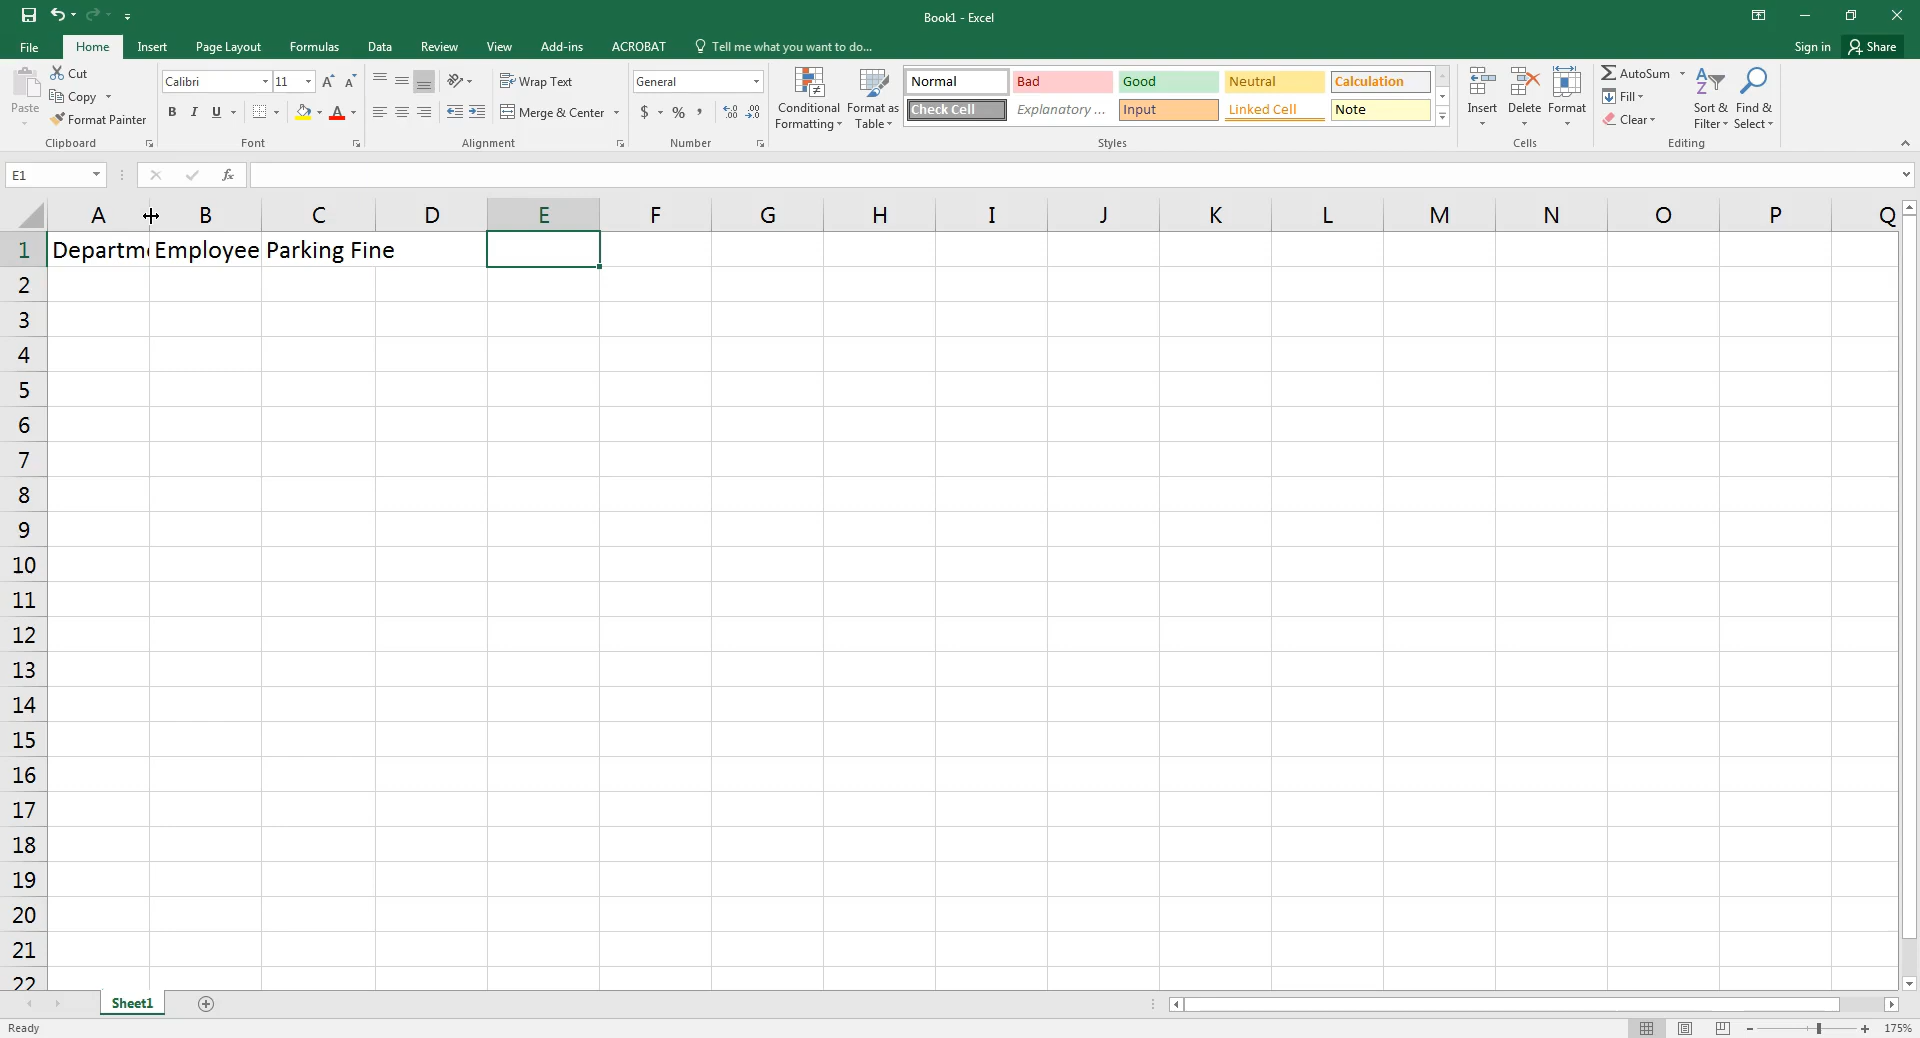 Book1 - Excel
File Home Insert Page Layout Formulas Data Review View Add-ins ACROBAT Tell me what you want to do... Sign in Share
Paste
Cut
Copy
Format Painter
Clipboard
Calibri 11
B I U
Font
Wrap Text
Merge & Center
Alignment
General
$ % ,
Number
Conditional Formatting
Format as Table
Normal Bad Good Neutral Calculation
Check Cell Explanatory ... Input Linked Cell Note
Styles
Insert Delete Format
Cells
AutoSum
Fill
Clear
Sort & Filter
Find & Select
Editing
E1
fx
A B C D E F G H I J K L M N O P Q
1 Departm Employee Parking Fine
2
3
4
5
6
7
8
9
10
11
12
13
14
15
16
17
18
19
20
21
22
Sheet1
Ready
175%